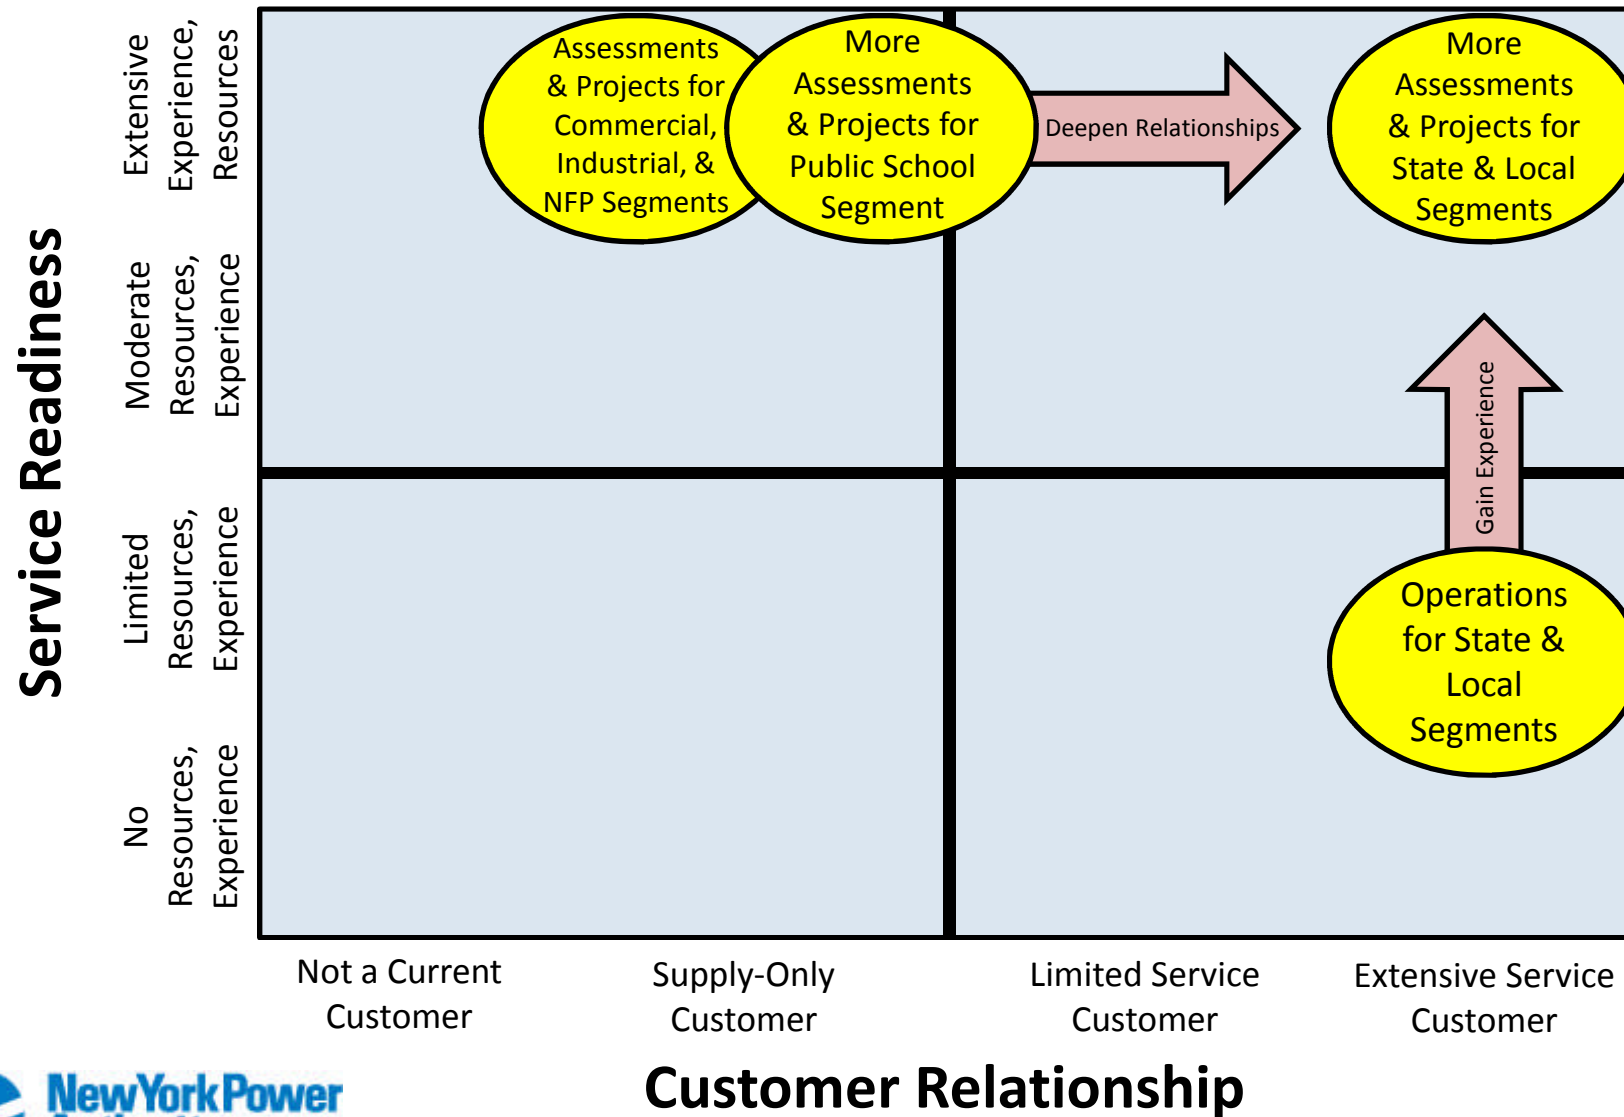 Service Readiness
Extensive
Experience,
Resources
Moderate
Resources,
Experience
Limited
Resources,
Experience
No
Resources,
Experience
Assessments
& Projects for
Commercial,
Industrial, &
NFP Segments
More
Assessments
& Projects for
Public School
Segment
Deepen Relationships
More
Assessments
& Projects for
State & Local
Segments
Gain Experience
Operations
for State &
Local
Segments
Not a Current
Customer
Supply-Only
Customer
Limited Service
Customer
Extensive Service
Customer
Customer Relationship
NewYorkPower